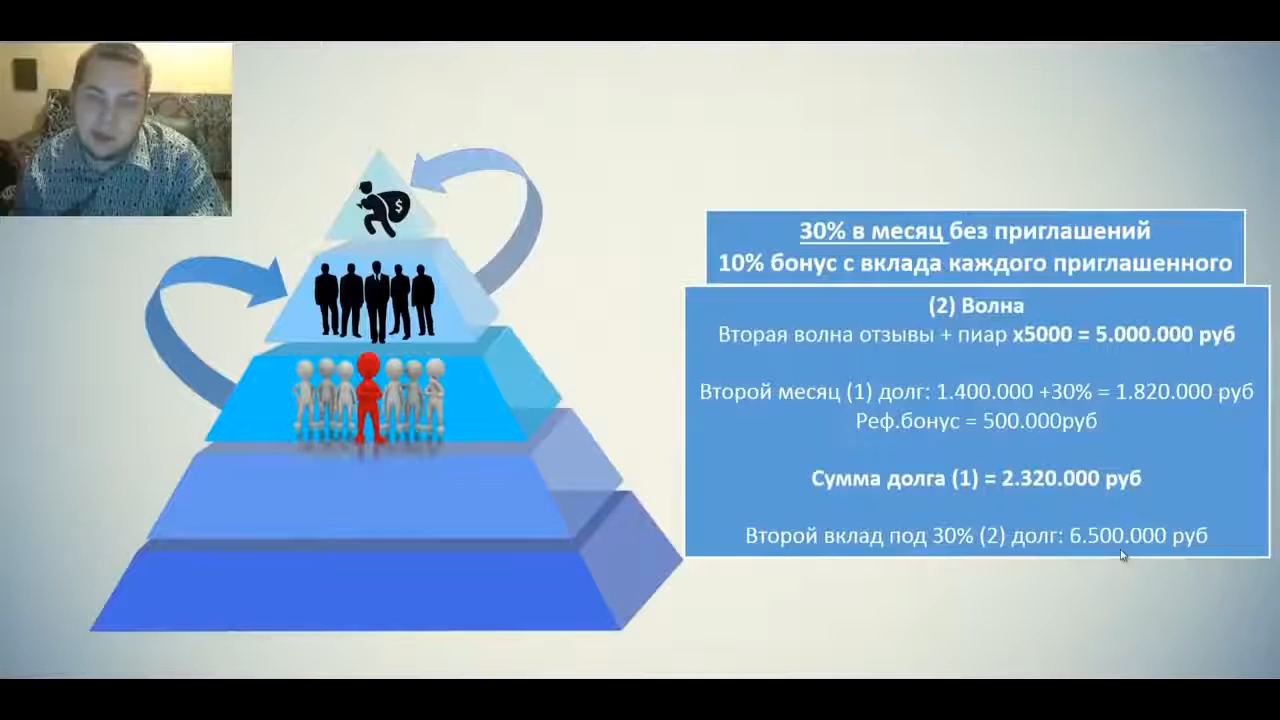 30% в месяц без приглашений
10% бонус с вклада каждого приглашенного
(2) Волна
Вторая волна отзывы + пиар x5000 = 5.000.000 руб
Второй месяц (1) долг: 1.400.000 +30% = 1.820.000 руб
Реф.бонус = 500.000руб
Сумма долга (1) = 2.320.000 руб
Второй вклад под 30% (2) долг: 6.500.000 руб
$